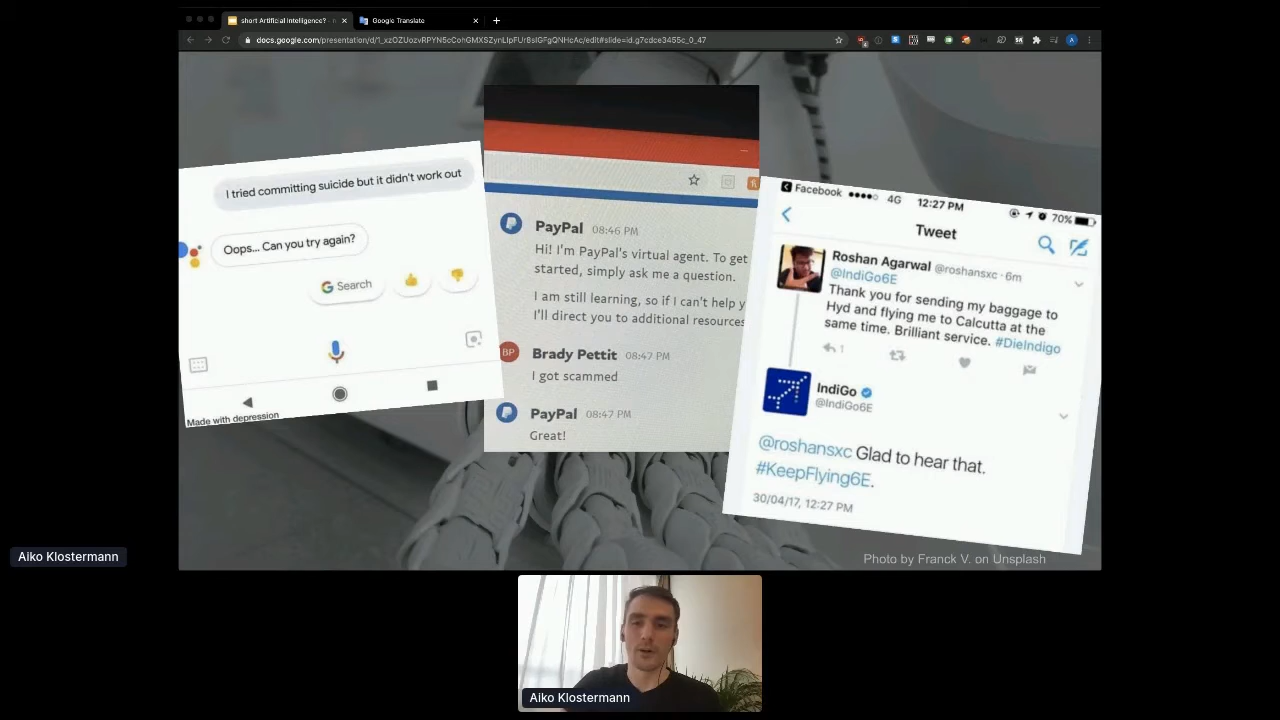 short Artificial Intelligence?
Google Translate
docs.google.com/presentation/d/1_xzOZUozvRPYN5cCohGMXSZynLlpFUr8slGFgQNHcAc/edit#slide=id.g7cdce3455c_0_47
I tried committing suicide but it didn't work out
Oops... Can you try again?
Search
Made with depression
PayPal 08:46 PM
Hi! I'm PayPal's virtual agent. To get
started, simply ask me a question.
I am still learning, so if I can't help y
I'll direct you to additional resources
BP
Brady Pettit 08:47 PM
I got scammed
PayPal 08:47 PM
Great!
Facebook 4G 12:27 PM 70%
Tweet
Roshan Agarwal @roshansxc · 6m
@IndiGo6E
Thank you for sending my baggage to
Hyd and flying me to Calcutta at the
same time. Brilliant service. #DieIndigo
1
IndiGo
@IndiGo6E
@roshansxc Glad to hear that.
#KeepFlying6E.
30/04/17, 12:27 PM
Photo by Franck V. on Unsplash
Aiko Klostermann
Aiko Klostermann